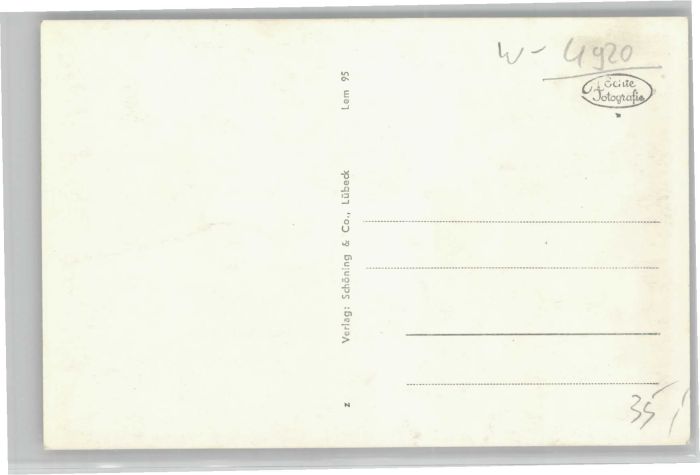 W - 4920
Echte
Fotografie
Lem 95
Verlag: Schöning & Co., Lübeck
z
35